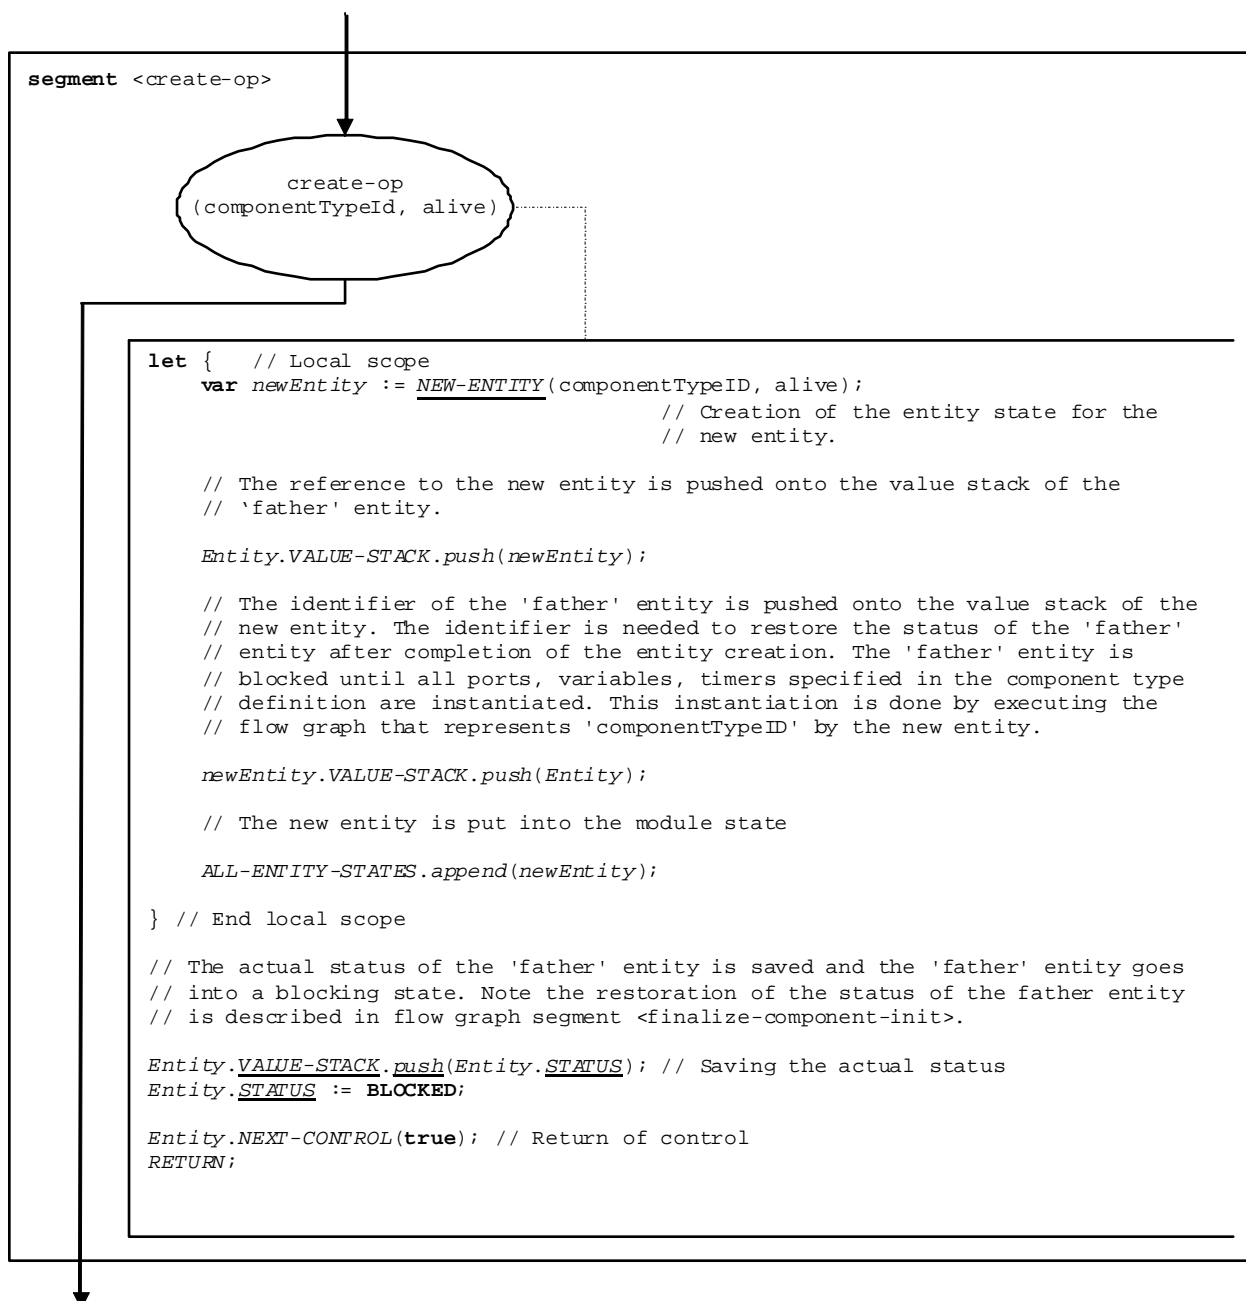 segment <create-op>
create-op
(componentTypeId, alive)
let {   // Local scope
var newEntity := NEW-ENTITY(componentTypeID, alive);
// Creation of the entity state for the
// new entity.
// The reference to the new entity is pushed onto the value stack of the
// ‘father' entity.
Entity.VALUE-STACK.push(newEntity);
// The identifier of the 'father' entity is pushed onto the value stack of the
// new entity. The identifier is needed to restore the status of the 'father'
// entity after completion of the entity creation. The 'father' entity is
// blocked until all ports, variables, timers specified in the component type
// definition are instantiated. This instantiation is done by executing the
// flow graph that represents 'componentTypeID' by the new entity.
newEntity.VALUE-STACK.push(Entity);
// The new entity is put into the module state
ALL-ENTITY-STATES.append(newEntity);
} // End local scope
// The actual status of the 'father' entity is saved and the 'father' entity goes
// into a blocking state. Note the restoration of the status of the father entity
// is described in flow graph segment <finalize-component-init>.
Entity.VALUE-STACK.push(Entity.STATUS); // Saving the actual status
Entity.STATUS := BLOCKED;
Entity.NEXT-CONTROL(true); // Return of control
RETURN;